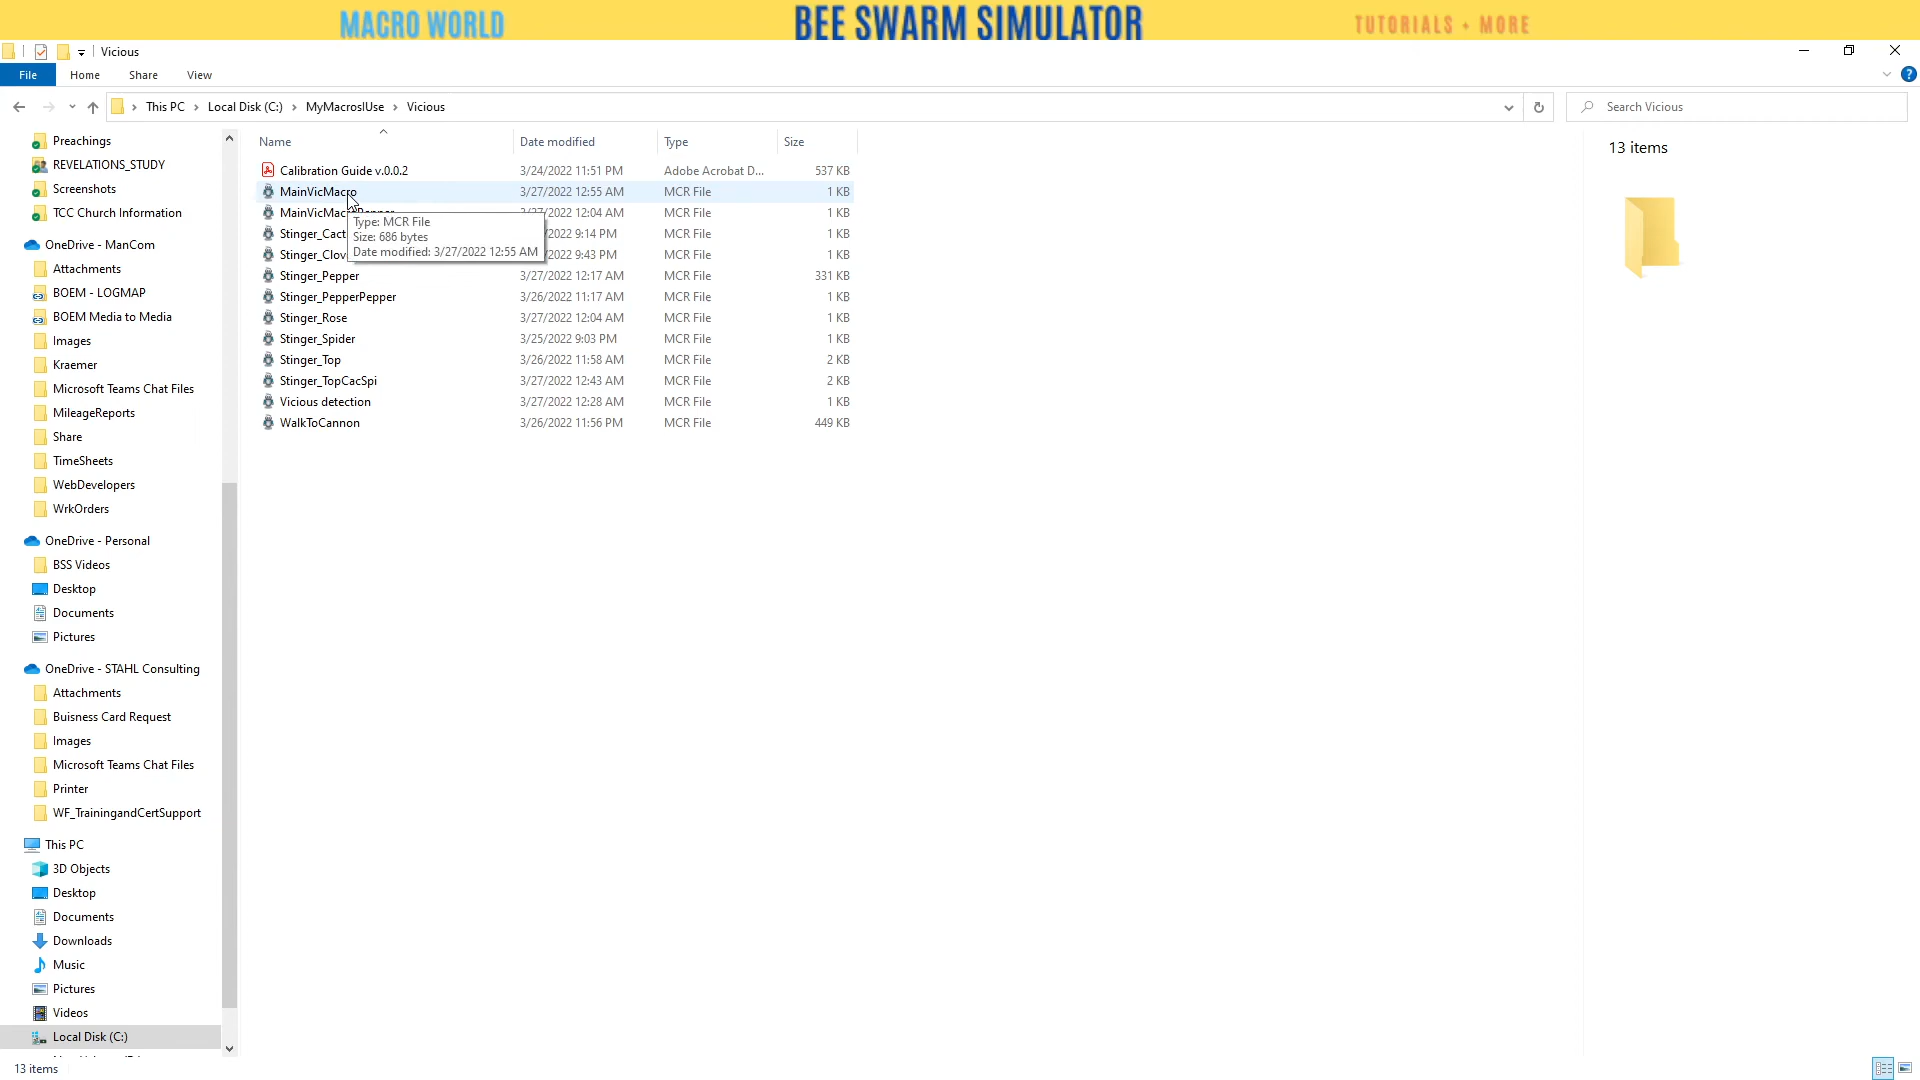 MACRO WORLD
BEE SWARM SIMULATOR
TUTORIALS + MORE
Vicious
File Home Share View
This PC Local Disk (C:) MyMacrosIUse Vicious
Search Vicious
Preachings
REVELATIONS_STUDY
Screenshots
TCC Church Information
OneDrive - ManCom
Attachments
BOEM - LOGMAP
BOEM Media to Media
Images
Kraemer
Microsoft Teams Chat Files
MileageReports
Share
TimeSheets
WebDevelopers
WrkOrders
OneDrive - Personal
BSS Videos
Desktop
Documents
Pictures
OneDrive - STAHL Consulting
Attachments
Buisness Card Request
Images
Microsoft Teams Chat Files
Printer
WF_TrainingandCertSupport
This PC
3D Objects
Desktop
Documents
Downloads
Music
Pictures
Videos
Local Disk (C:)
Name Date modified Type Size
Calibration Guide v.0.0.2 3/24/2022 11:51 PM Adobe Acrobat D... 537 KB
MainVicMacro 3/27/2022 12:55 AM MCR File 1 KB
12:04 AM MCR File 1 KB
Type: MCR File
Size: 686 bytes
Date modified: 3/27/2022 12:55 AM
Stinger_Cact /2022 9:14 PM MCR File 1 KB
Stinger_Clov /2022 9:43 PM MCR File 1 KB
Stinger_Pepper 3/27/2022 12:17 AM MCR File 331 KB
Stinger_PepperPepper 3/26/2022 11:17 AM MCR File 1 KB
Stinger_Rose 3/27/2022 12:04 AM MCR File 1 KB
Stinger_Spider 3/25/2022 9:03 PM MCR File 1 KB
Stinger_Top 3/26/2022 11:58 AM MCR File 2 KB
Stinger_TopCacSpi 3/27/2022 12:43 AM MCR File 2 KB
Vicious detection 3/27/2022 12:28 AM MCR File 1 KB
WalkToCannon 3/26/2022 11:56 PM MCR File 449 KB
13 items
13 items